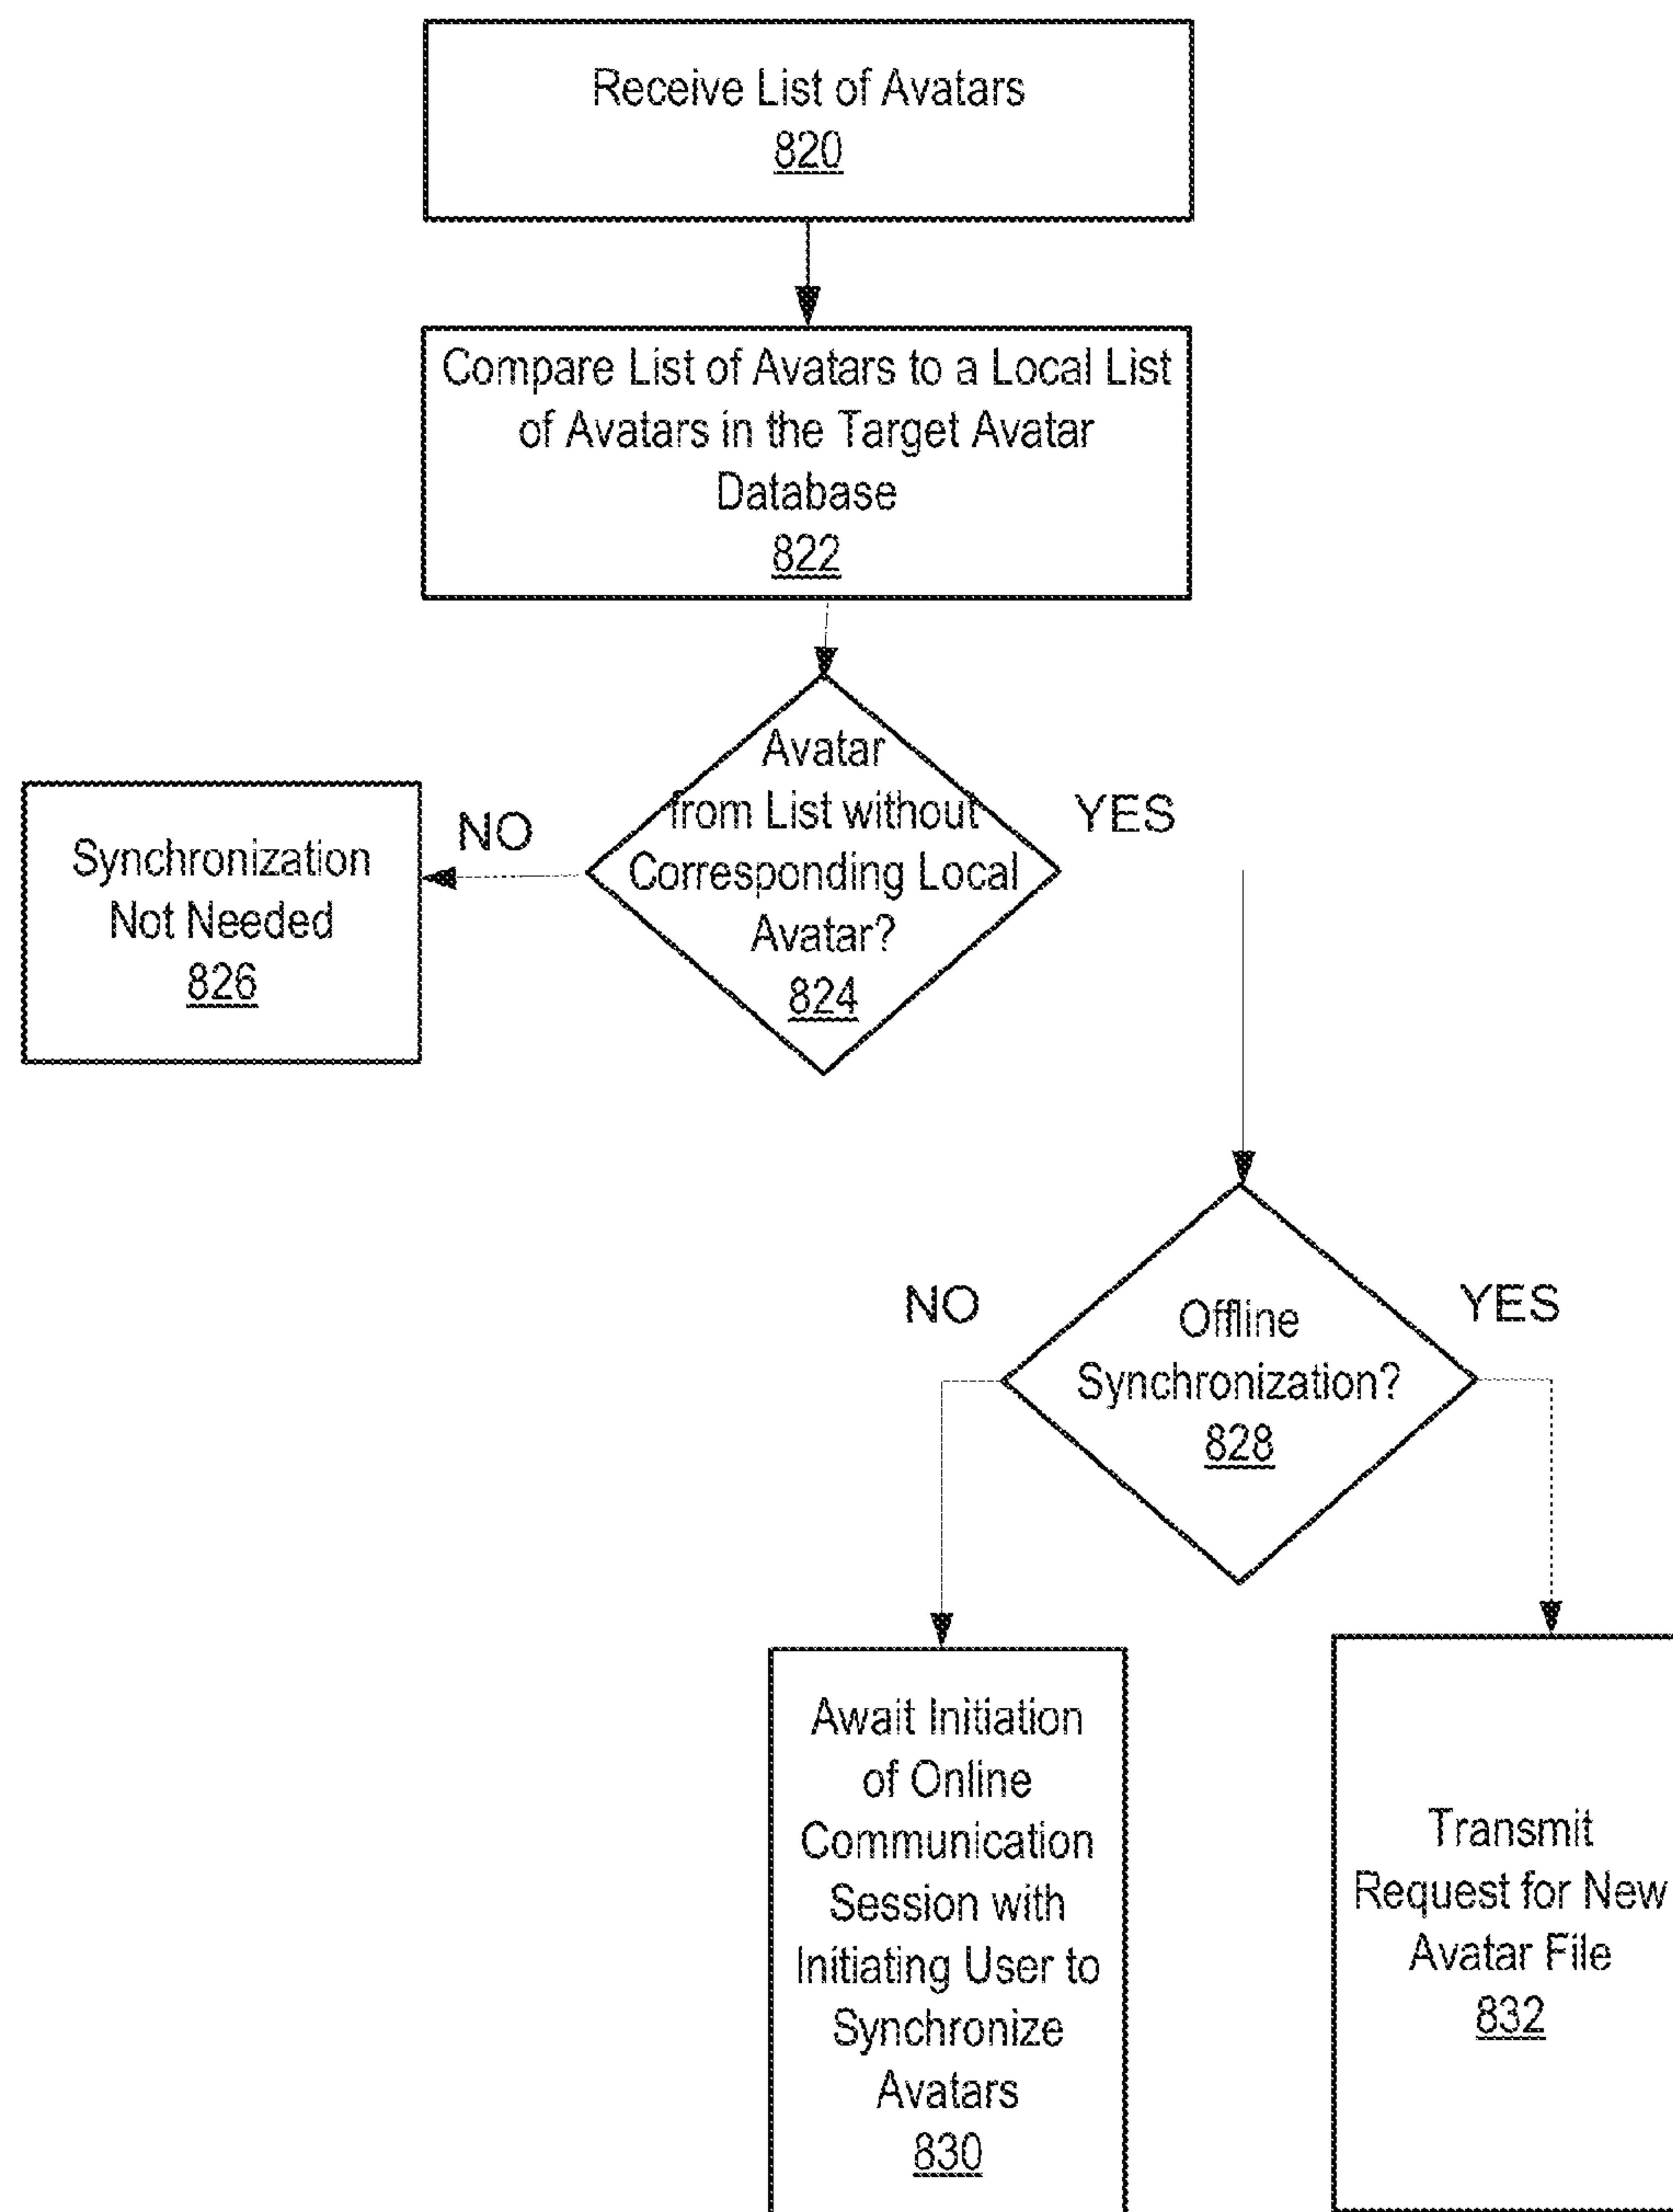 Receive List of Avatars
820
Compare List of Avatars to a Local List
of Avatars in the Target Avatar
Database
822
Avatar
from List without
Corresponding Local
Avatar?
824
NO
YES
Synchronization
Not Needed
826
Offline
Synchronization?
828
NO
YES
Await Initiation
of Online
Communication
Session with
Initiating User to
Synchronize
Avatars
830
Transmit
Request for New
Avatar File
832